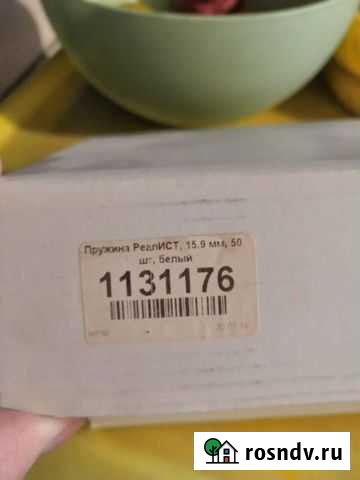 Пружина РеалИСТ, 15.9 мм, 50
шт, белый
1131176
rosndv.ru